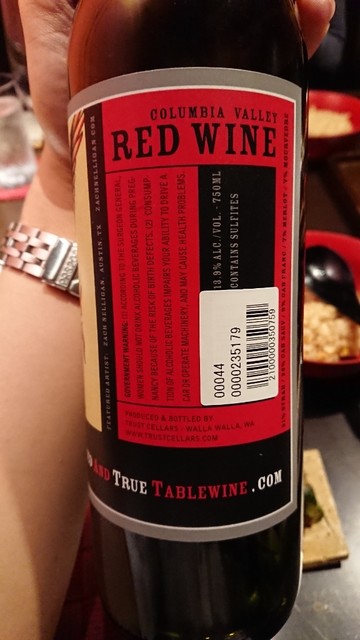 COLUMBIA VALLEY
RED WINE
FEATURED ARTIST: ZACH NELLIGAN, AUSTIN, TX ZACHNELLIGAN.COM
GOVERNMENT WARNING: (1) ACCORDING TO THE SURGEON GENERAL,
WOMEN SHOULD NOT DRINK ALCOHOLIC BEVERAGES DURING PREG-
NANCY BECAUSE OF THE RISK OF BIRTH DEFECTS. (2) CONSUMP-
TION OF ALCOHOLIC BEVERAGES IMPAIRS YOUR ABILITY TO DRIVE A
CAR OR OPERATE MACHINERY, AND MAY CAUSE HEALTH PROBLEMS.
13.9% ALC./VOL. · 750ML
CONTAINS SULFITES
00044
0000235179
2100000350759
MERLOT / 1% MOURVEDRE
PRODUCED & BOTTLED BY
TRUST CELLARS · WALLA WALLA, WA
WWW.TRUSTCELLARS.COM
AND TRUE TABLEWINE.COM